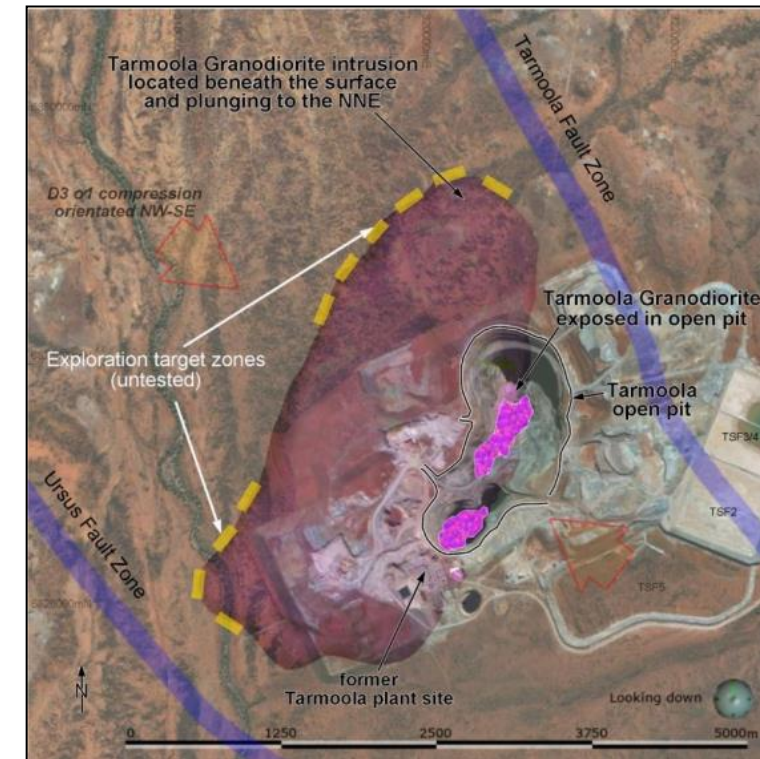 Tarmoola Granodiorite intrusion
located beneath the surface
and plunging to the NNE
Tarmoola Fault Zone
D3 σ1 compression
orientated NW-SE
Tarmoola Granodiorite
exposed in open pit
Exploration target zones
(untested)
Tarmoola
open pit
TSF3/4
TSF2
Ursus Fault Zone
TSF5
former
Tarmoola plant site
N
Looking down
0 1250 2500 3750 5000m